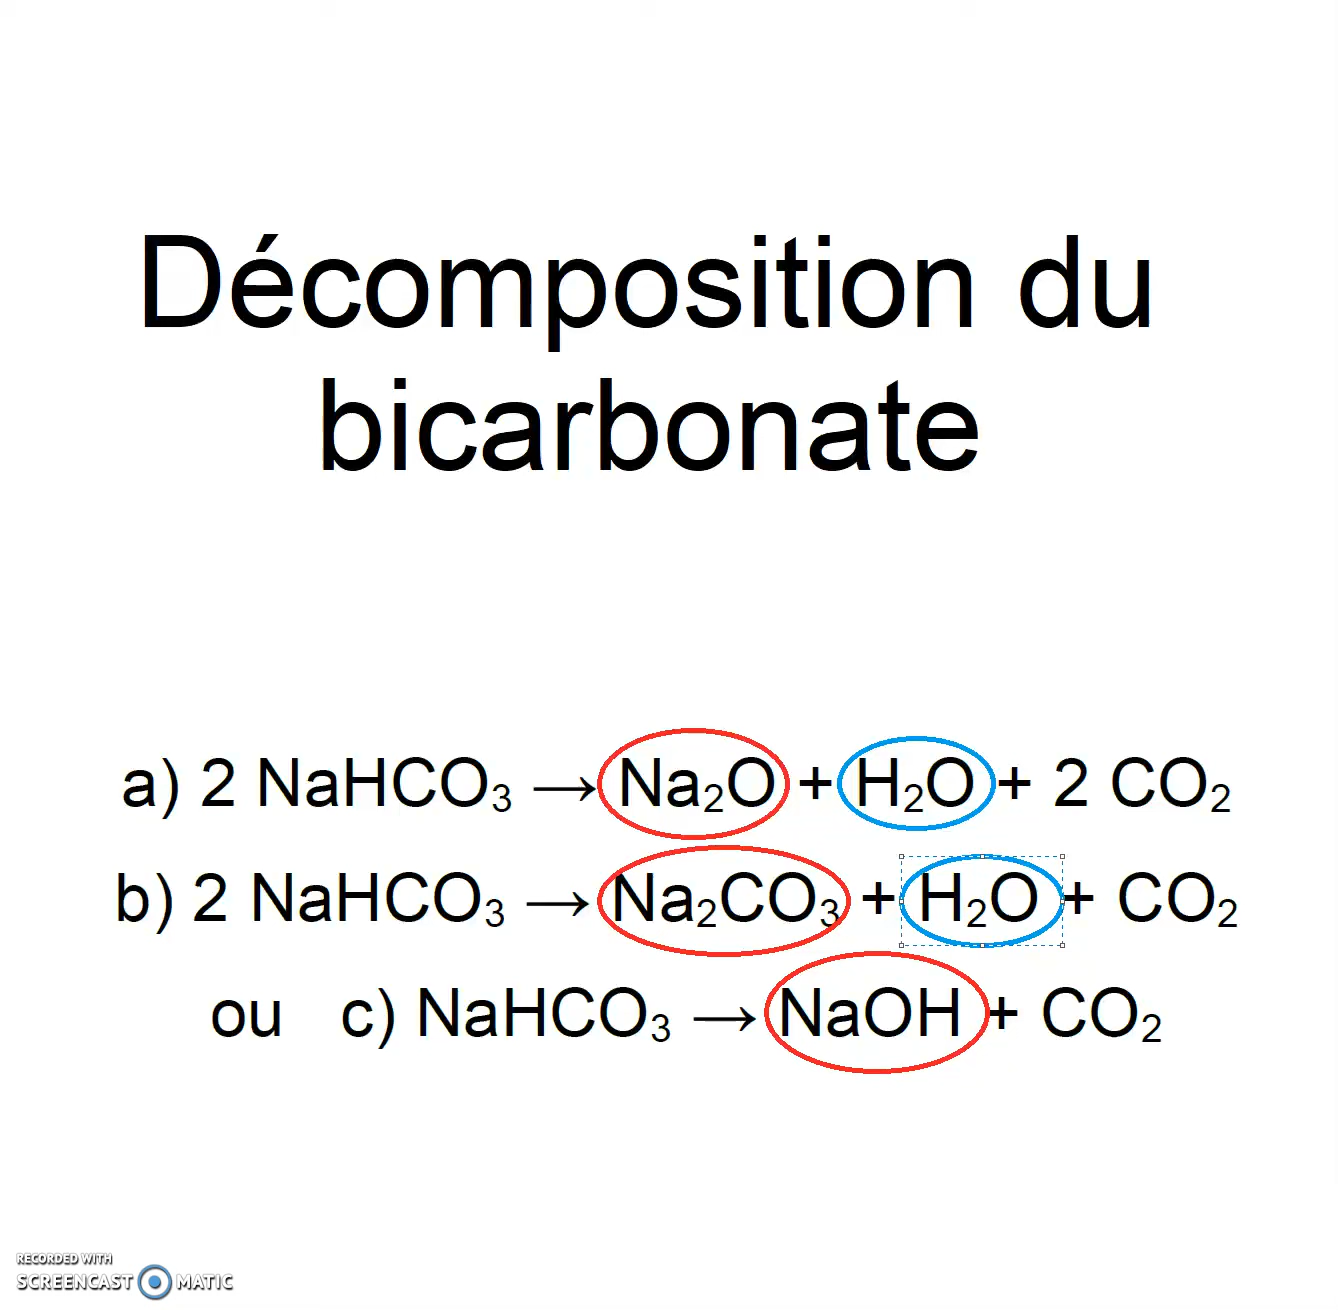 Décomposition du
bicarbonate
a) 2 NaHCO₃ → Na₂O + H₂O + 2 CO₂
b) 2 NaHCO₃ → Na₂CO₃ + H₂O + CO₂
ou c) NaHCO₃ → NaOH + CO₂
RECORDED WITH
SCREENCAST MATIC